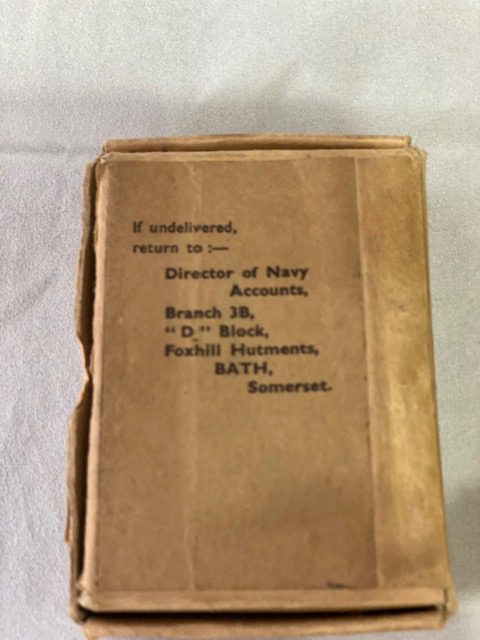 If undelivered,
return to :—
Director of Navy
Accounts,
Branch 3B,
“ D ” Block,
Foxhill Hutments,
BATH,
Somerset.